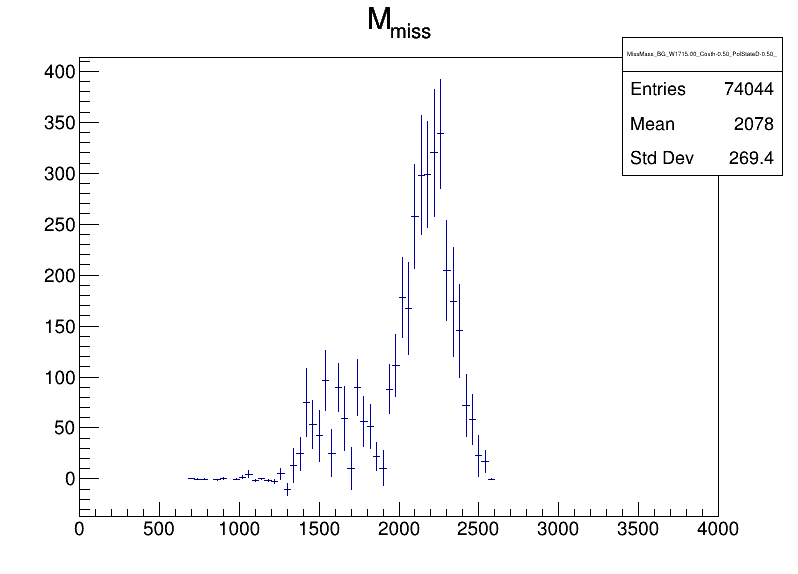 M_miss
MissMass_BG_W1715.00_Costh-0.50_PolStateD-0.50_
Entries 74044
Mean 2078
Std Dev 269.4
400
350
300
250
200
150
100
50
0
0 500 1000 1500 2000 2500 3000 3500 4000